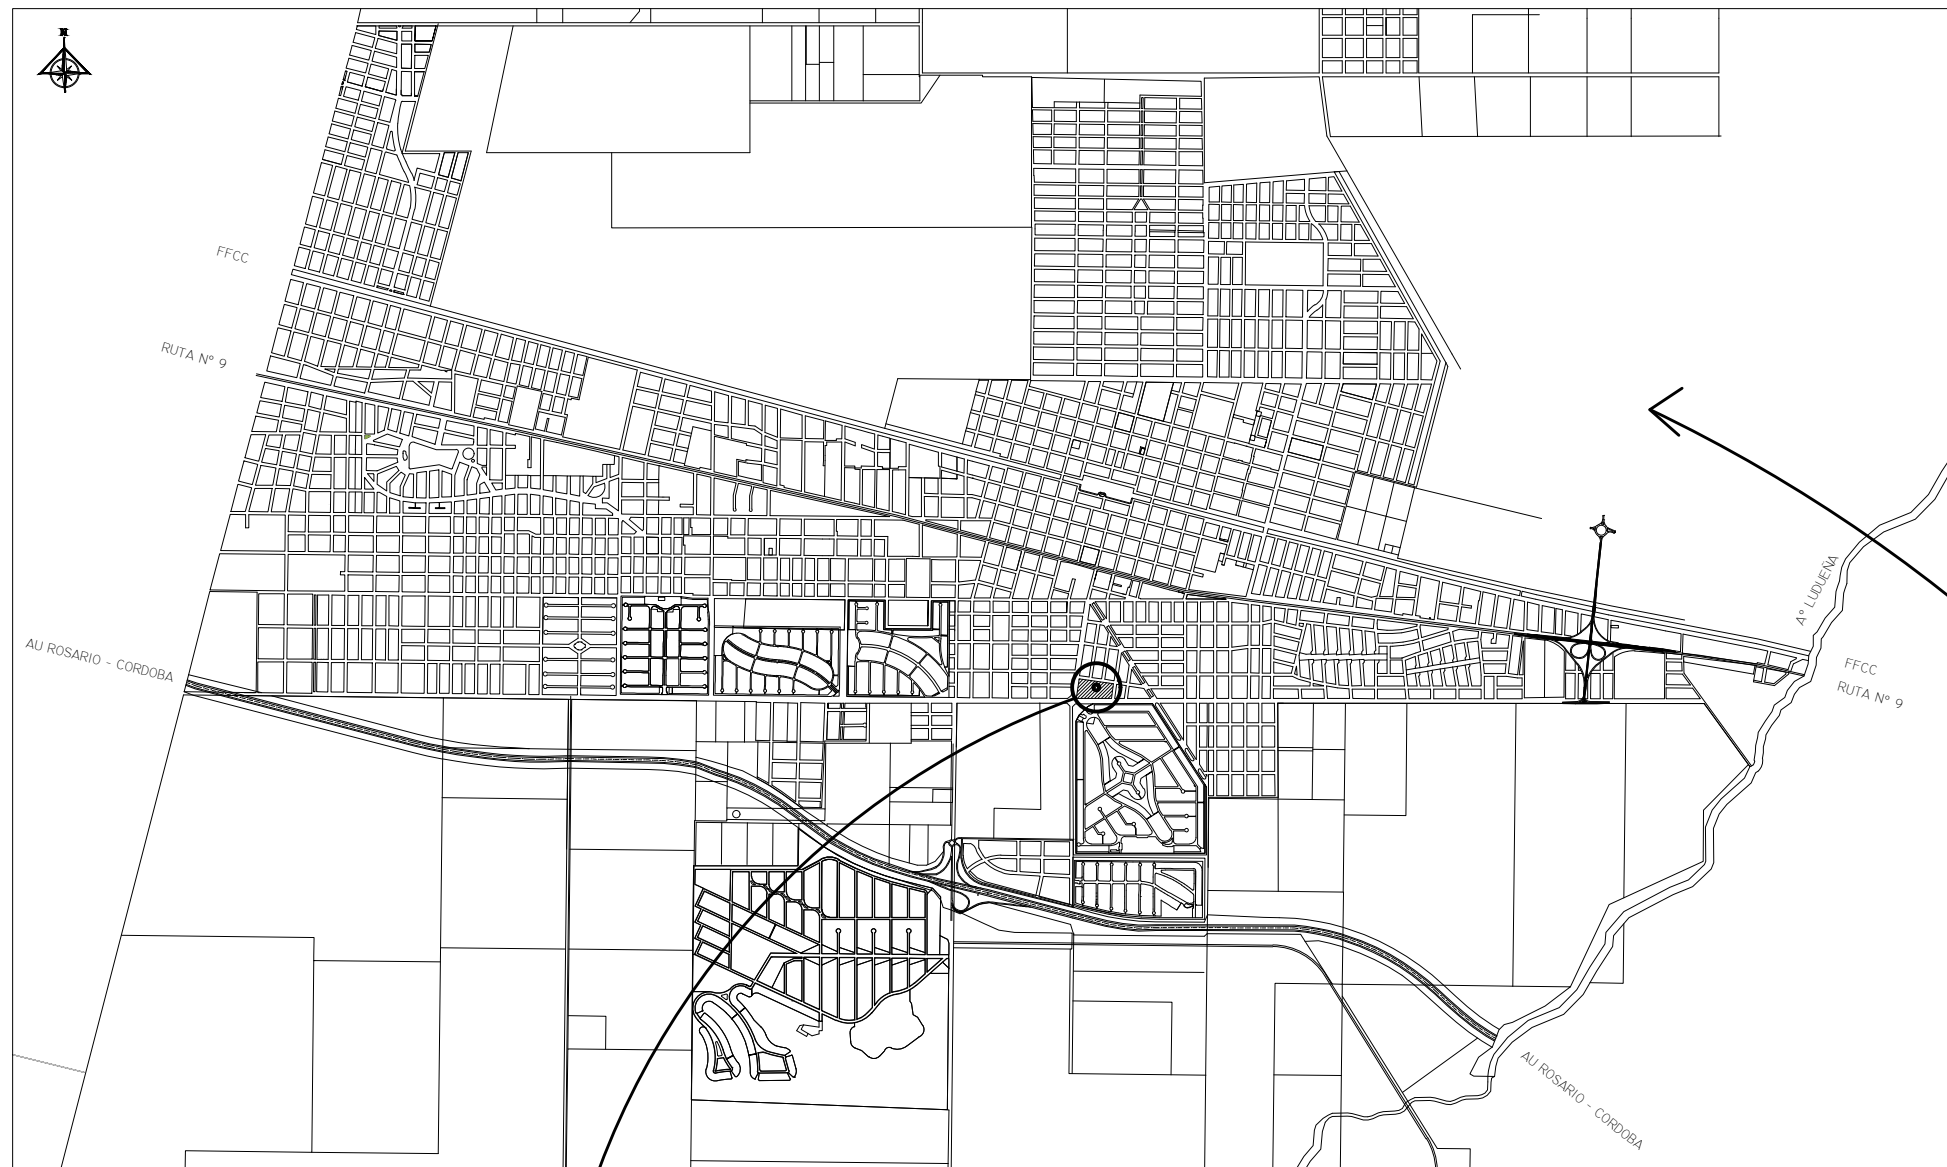 N
FFCC
RUTA Nº 9
Aº LUDUEÑA
AU ROSARIO - CORDOBA
FFCC
RUTA Nº 9
AU ROSARIO - CORDOBA